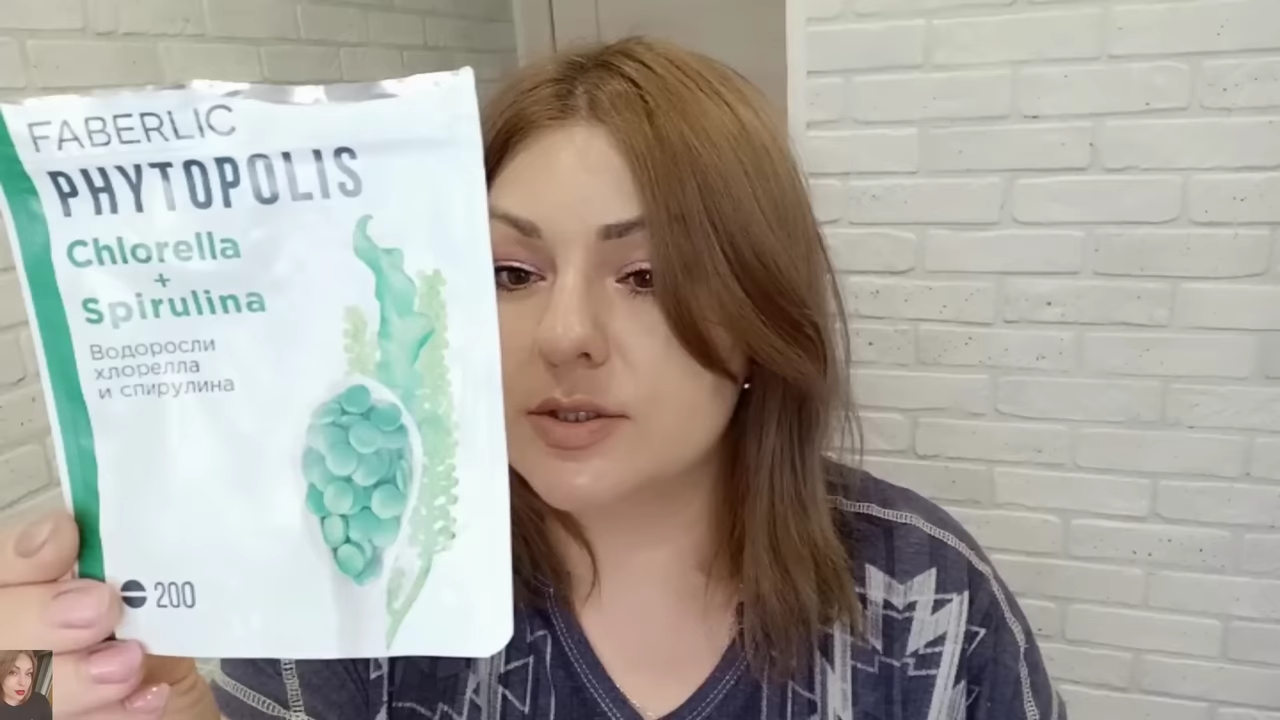 FABERLIC
PHYTOPOLIS
Chlorella
+
Spirulina
Водоросли
хлорелла
и спирулина
200